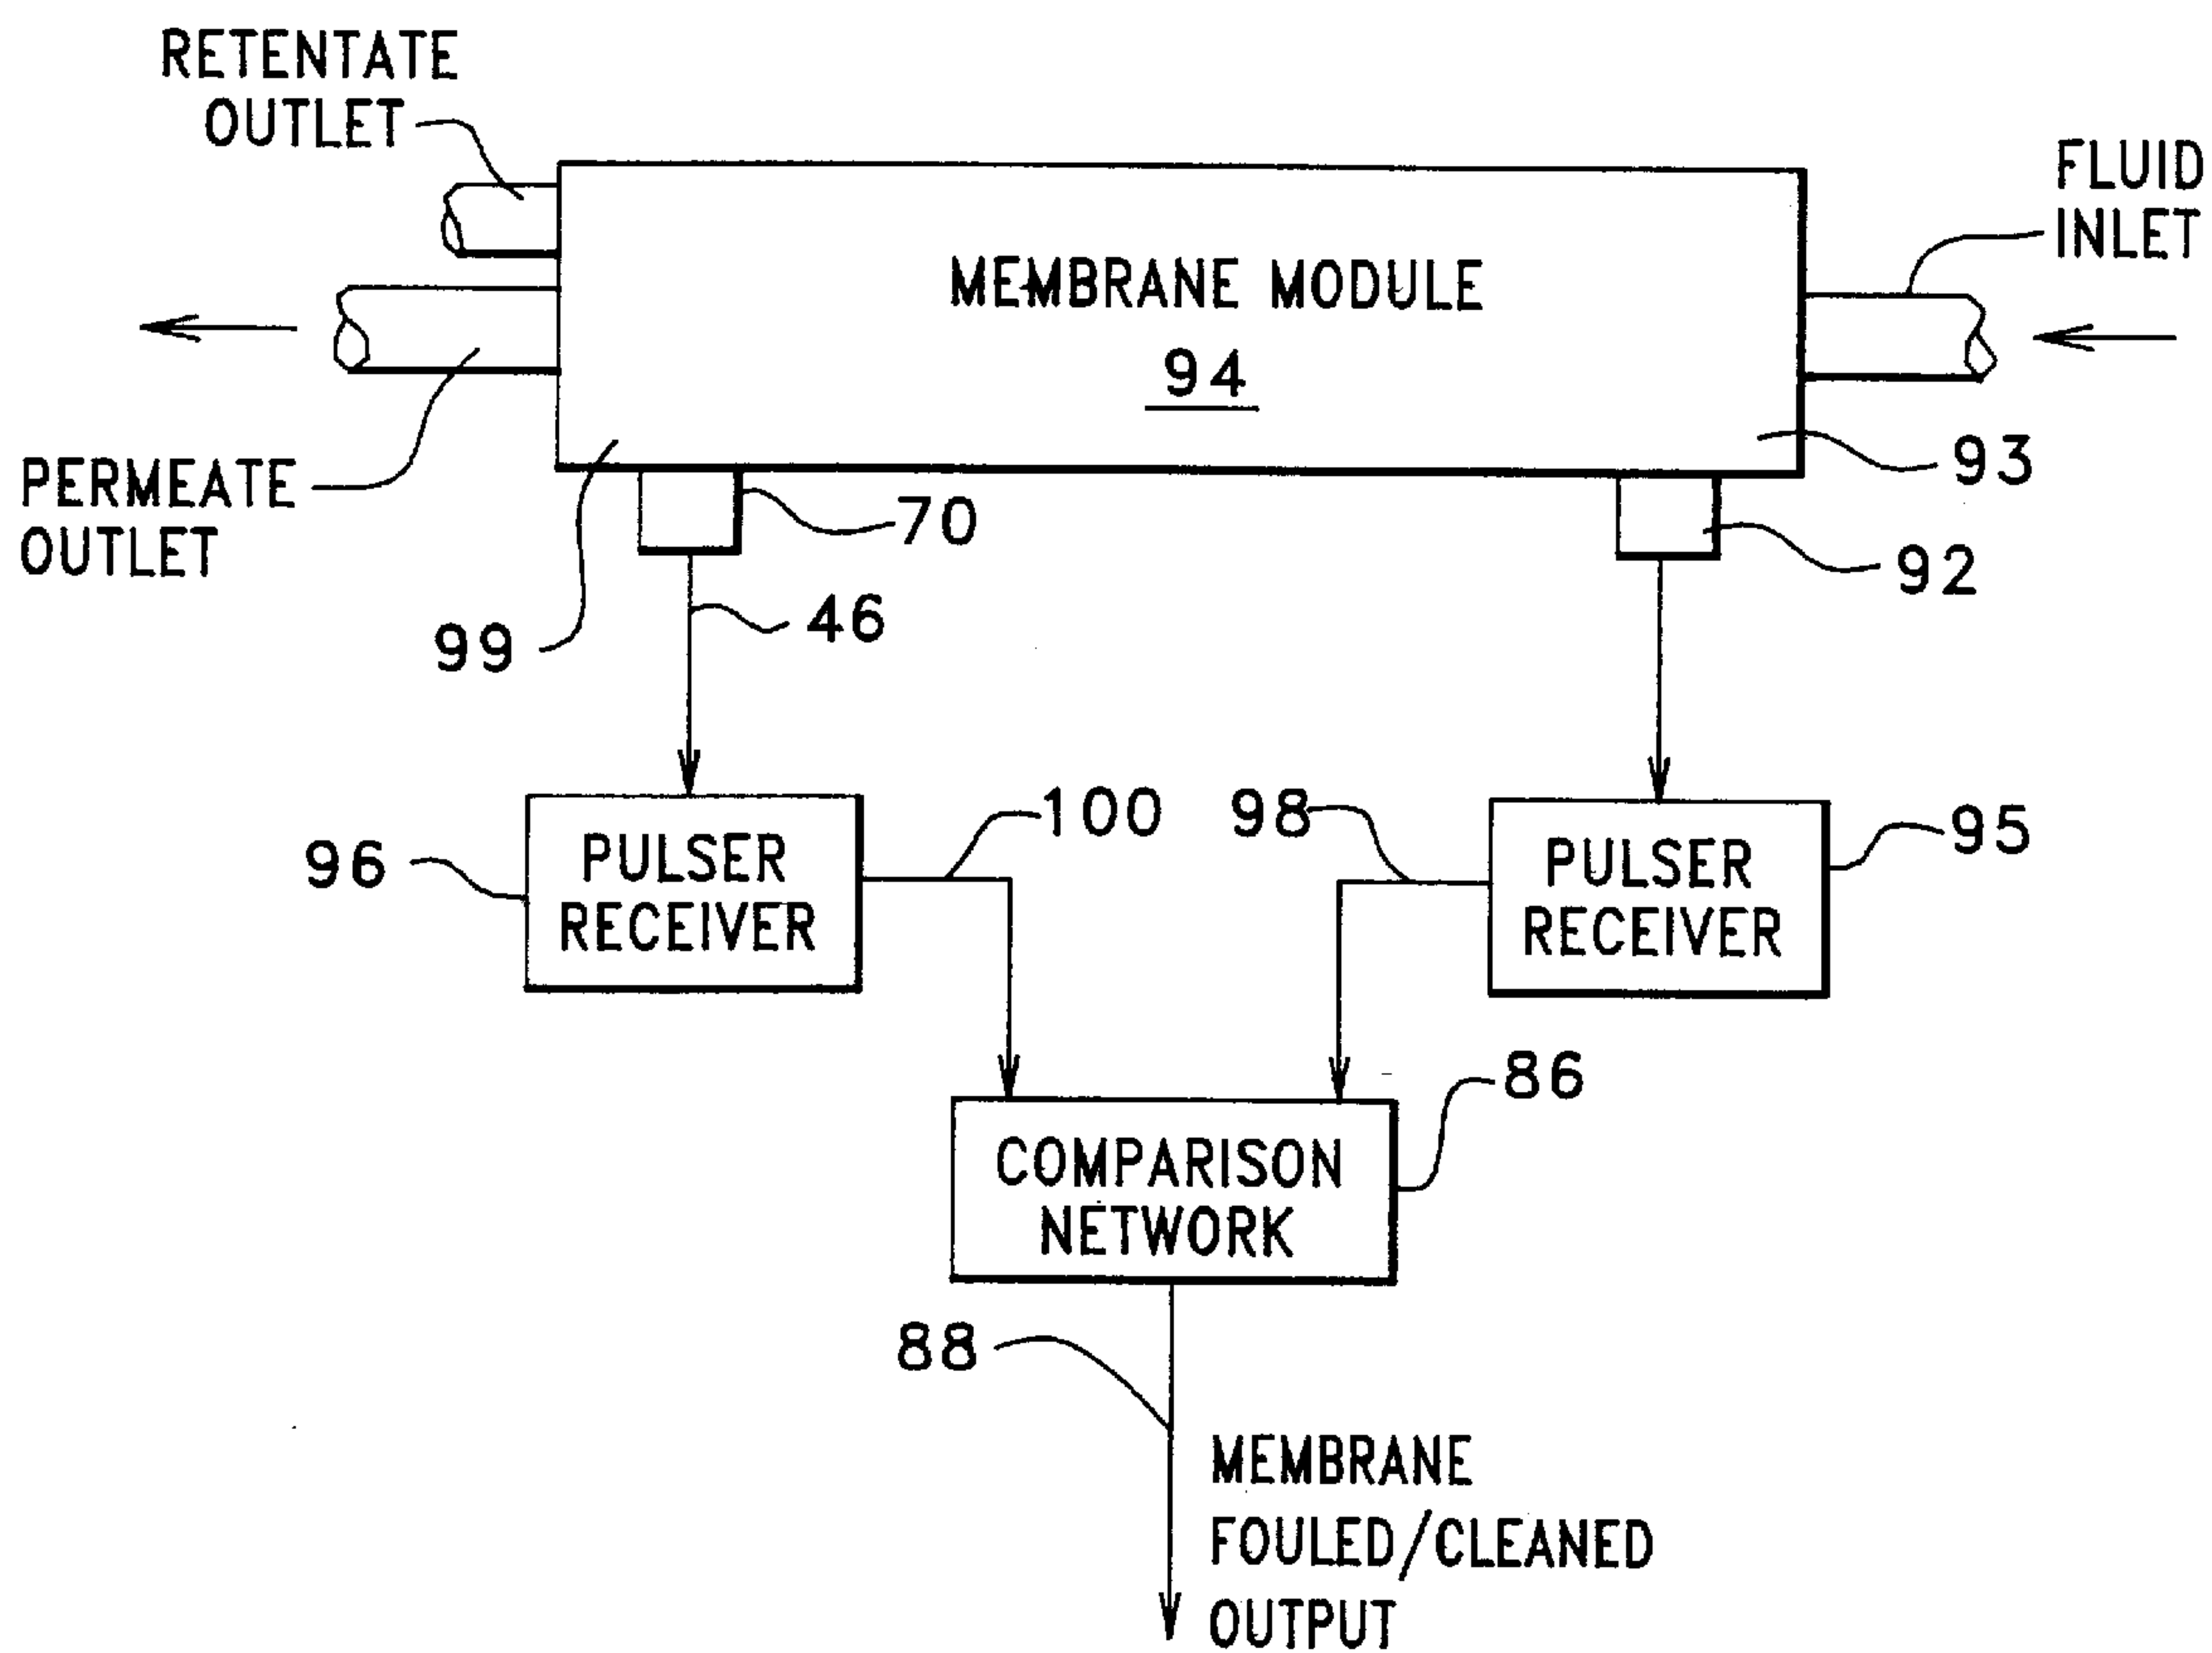 RETENTATE
OUTLET
FLUID
INLET
MEMBRANE MODULE
94
93
PERMEATE
OUTLET
70
92
99
46
100
98
96
PULSER
RECEIVER
PULSER
RECEIVER
95
86
COMPARISON
NETWORK
88
MEMBRANE
FOULED/CLEANED
OUTPUT